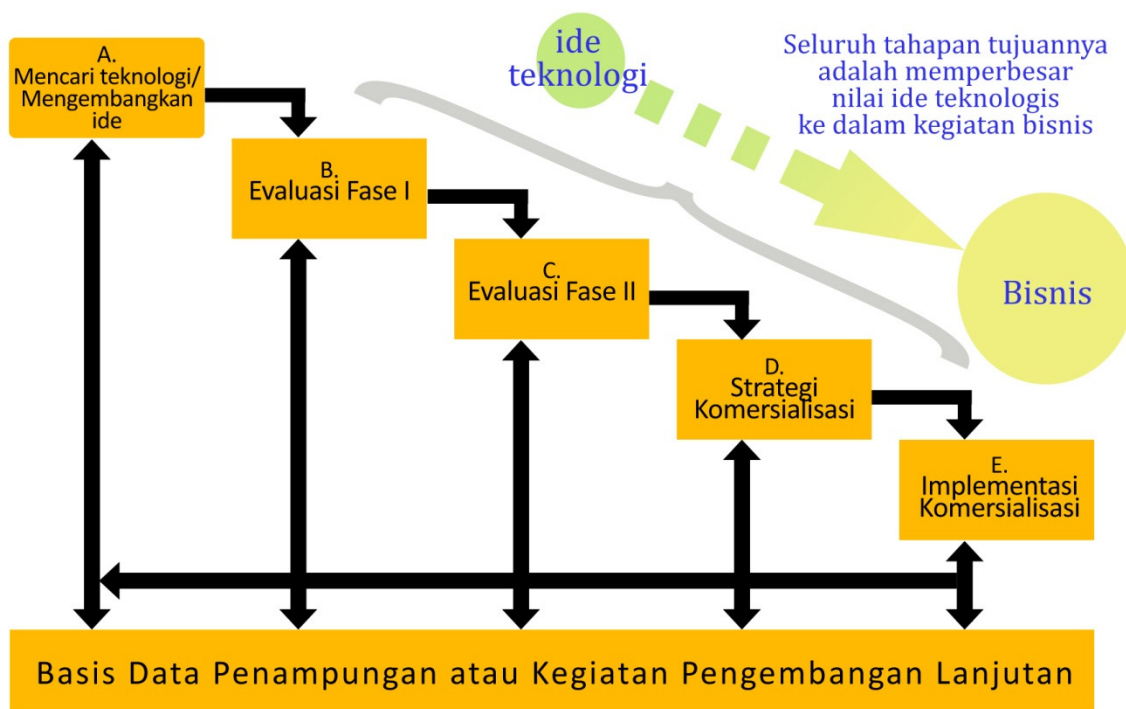 A.
Mencari teknologi/
Mengembangkan
ide
ide
teknologi
Seluruh tahapan tujuannya
adalah memperbesar
nilai ide teknologis
ke dalam kegiatan bisnis
B.
Evaluasi Fase I
C.
Evaluasi Fase II
Bisnis
D.
Strategi
Komersialisasi
E.
Implementasi
Komersialisasi
Basis Data Penampungan atau Kegiatan Pengembangan Lanjutan